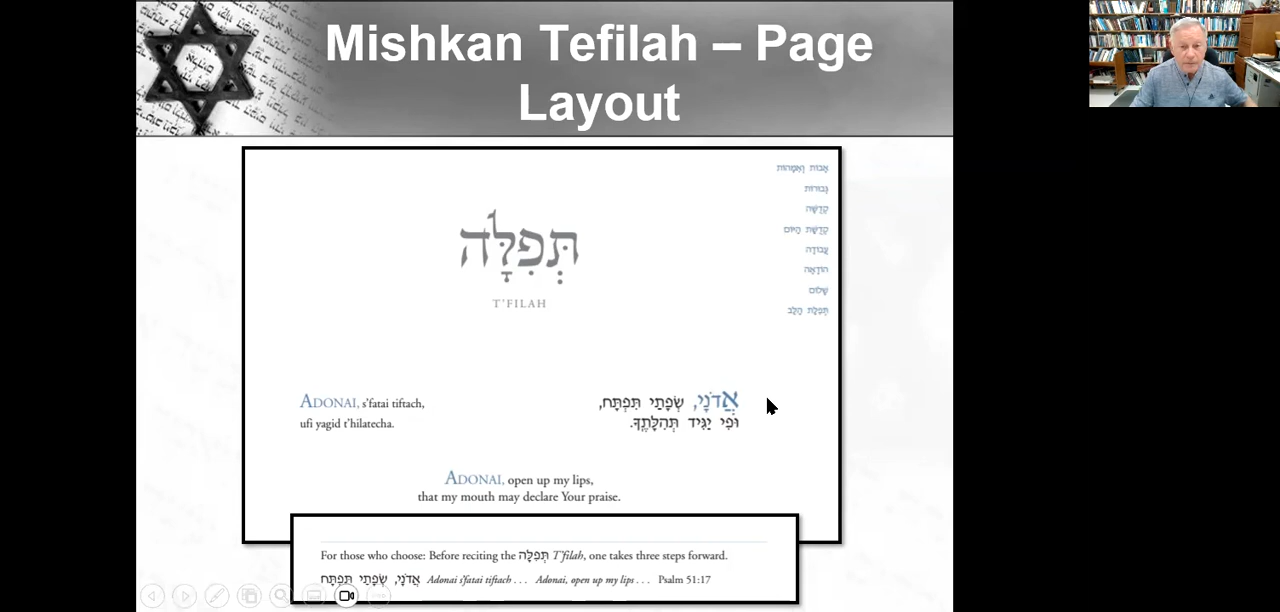 Mishkan Tefilah – Page
Layout
אָבוֹת וְאִמָּהוֹת
גְּבוּרוֹת
קְדֻשָּׁה
קְדֻשַּׁת הַיּוֹם
עֲבוֹדָה
הוֹדָאָה
שָׁלוֹם
תְּפִלַּת הַלֵּב
תְּפִלָּה
T'FILAH
אֲדֹנָי, שְׂפָתַי תִּפְתָּח,
וּפִי יַגִּיד תְּהִלָּתֶךָ.
ADONAI, s'fatai tiftach,
ufi yagid t'hilatecha.
ADONAI, open up my lips,
that my mouth may declare Your praise.
For those who choose: Before reciting the תְּפִלָּה T'filah, one takes three steps forward.
אֲדֹנָי, שְׂפָתַי תִּפְתָּח Adonai s'fatai tiftach . . . Adonai, open up my lips . . . Psalm 51:17